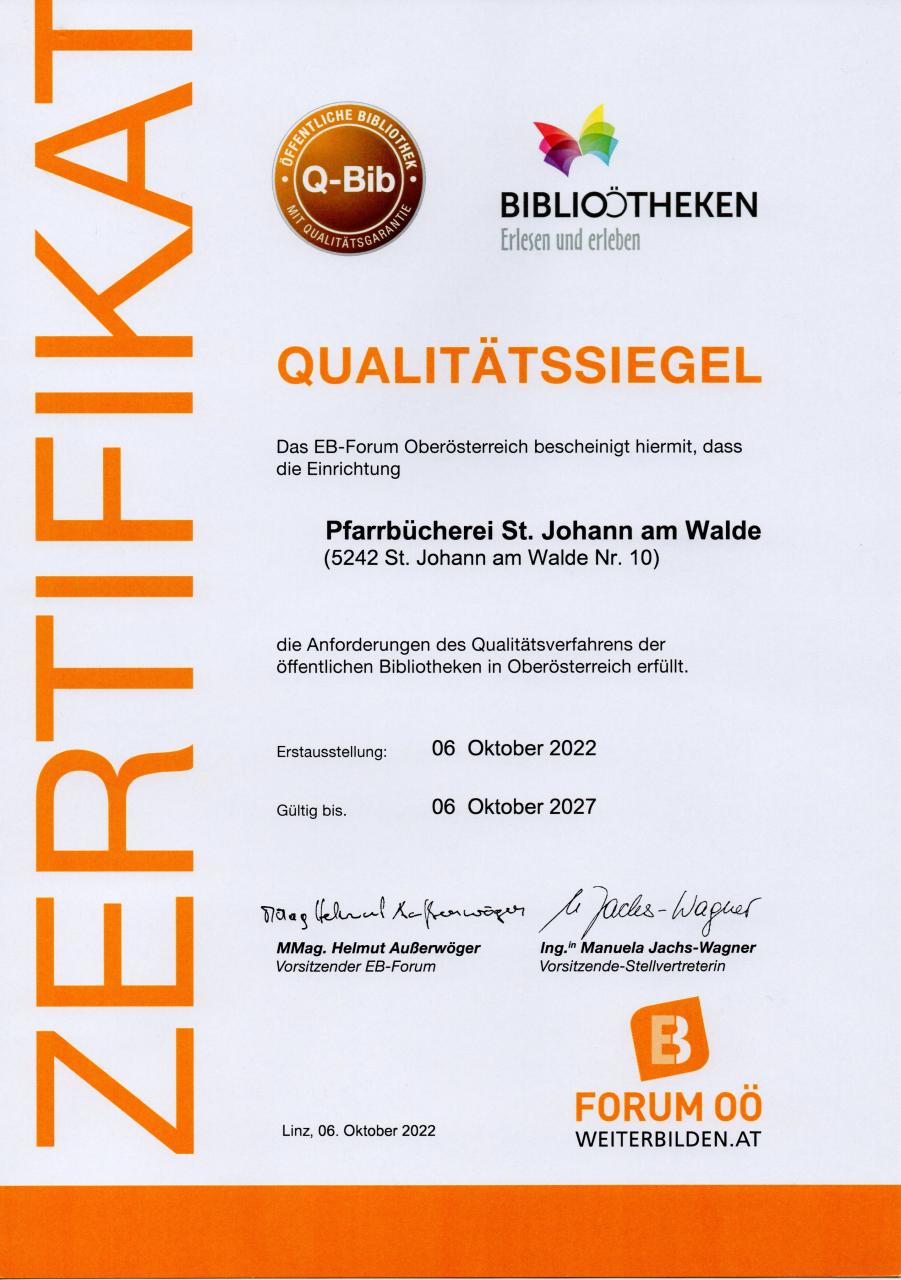 ZERTIFIKAT
ÖFFENTLICHE BIBLIOTHEK
Q-Bib
MIT QUALITÄTSGARANTIE
BIBLIOÖTHEKEN
Erlesen und erleben
QUALITÄTSSIEGEL
Das EB-Forum Oberösterreich bescheinigt hiermit, dass
die Einrichtung
Pfarrbücherei St. Johann am Walde
(5242 St. Johann am Walde Nr. 10)
die Anforderungen des Qualitätsverfahrens der
öffentlichen Bibliotheken in Oberösterreich erfüllt.
Erstausstellung: 06 Oktober 2022
Gültig bis. 06 Oktober 2027
MMag. Helmut Außerwöger
Vorsitzender EB-Forum
Jachs-Wagner
Ing.in Manuela Jachs-Wagner
Vorsitzende-Stellvertreterin
EB
FORUM OÖ
WEITERBILDEN.AT
Linz, 06. Oktober 2022